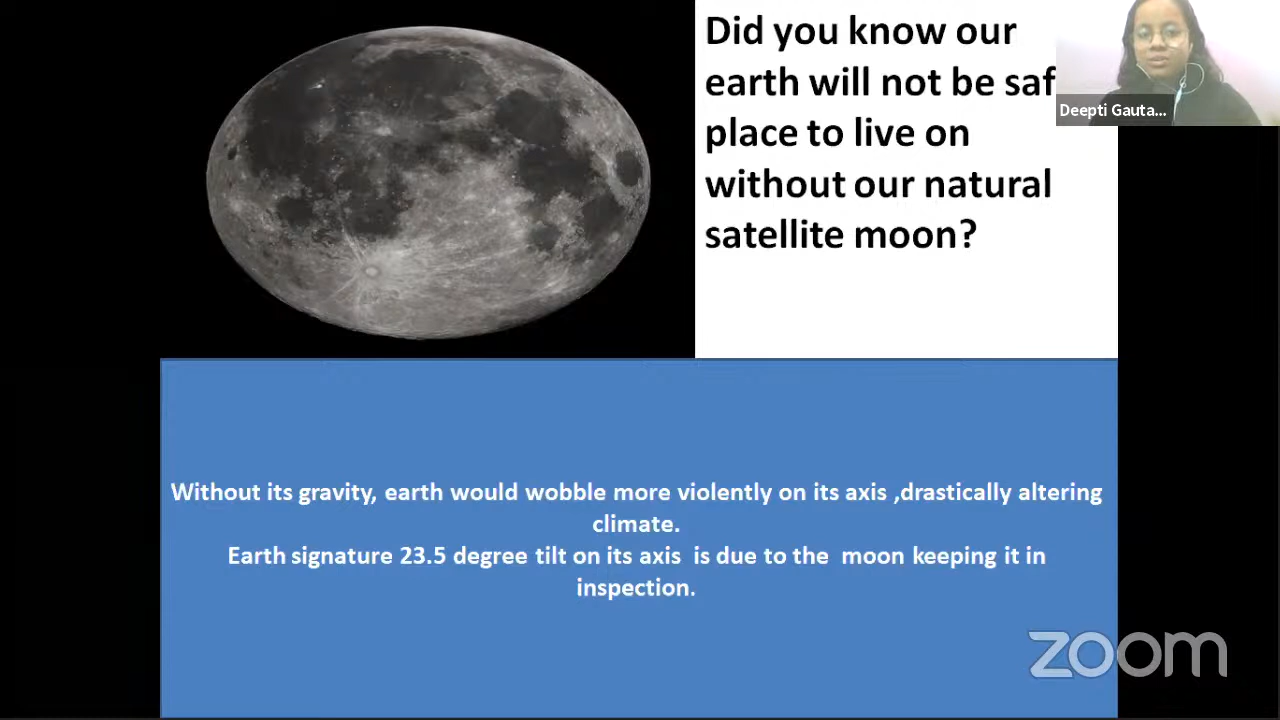 Did you know our
earth will not be saf
place to live on
without our natural
satellite moon?
Deepti Gauta...
Without its gravity, earth would wobble more violently on its axis ,drastically altering
climate.
Earth signature 23.5 degree tilt on its axis is due to the moon keeping it in
inspection.
zoom